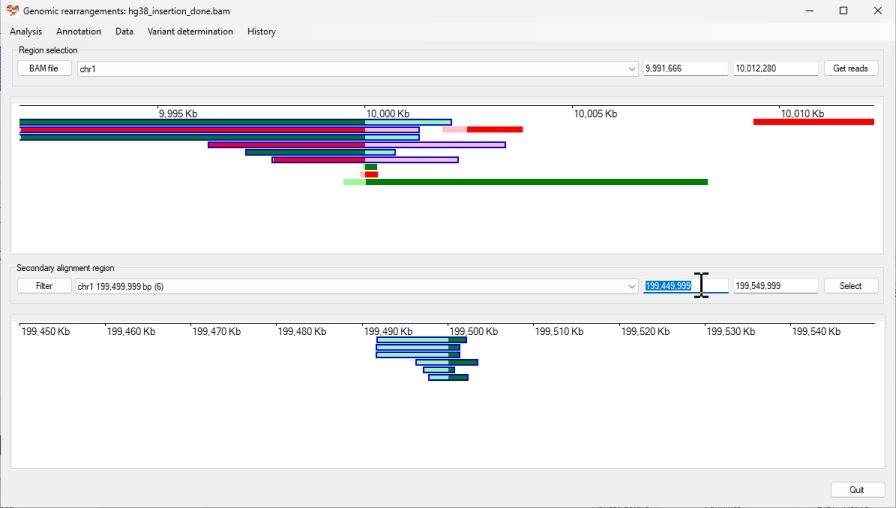 Genomic rearrangements: hg38_insertion_done.bam
Analysis Annotation Data Variant determination History
Region selection
BAM file chr1 9,991,666 10,012,280 Get reads
9,995 Kb 10,000 Kb 10,005 Kb 10,010 Kb
Secondary alignment region
Filter chr1 199,499,999 bp (6) 199,449,999 199,549,999 Select
199,450 Kb 199,460 Kb 199,470 Kb 199,480 Kb 199,490 Kb 199,500 Kb 199,510 Kb 199,520 Kb 199,530 Kb 199,540 Kb
Quit